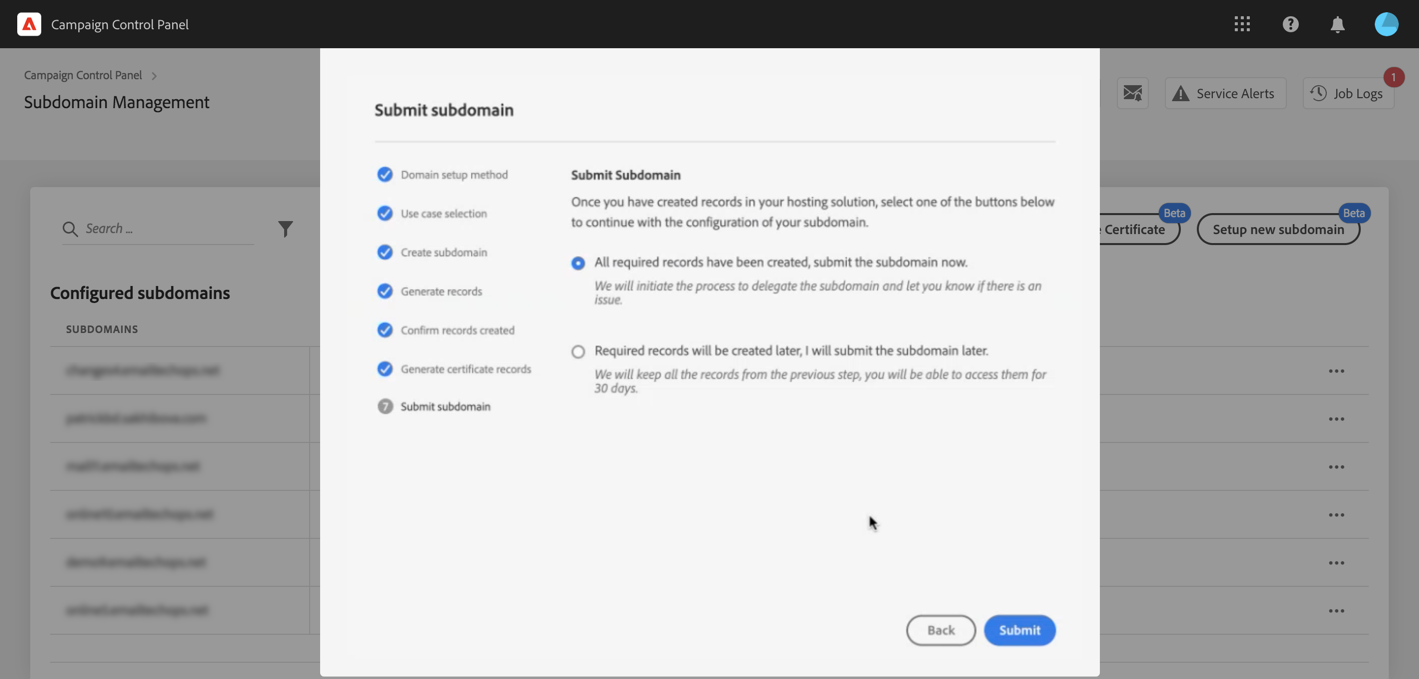 Campaign Control Panel
Campaign Control Panel
Subdomain Management
Service Alerts
Job Logs
1
Search ...
Beta
Certificate
Beta
Setup new subdomain
Configured subdomains
SUBDOMAINS
Submit subdomain
Domain setup method
Use case selection
Create subdomain
Generate records
Confirm records created
Generate certificate records
7 Submit subdomain
Submit Subdomain
Once you have created records in your hosting solution, select one of the buttons below
to continue with the configuration of your subdomain.
All required records have been created, submit the subdomain now.
We will initiate the process to delegate the subdomain and let you know if there is an
issue.
Required records will be created later, I will submit the subdomain later.
We will keep all the records from the previous step, you will be able to access them for
30 days.
Back
Submit